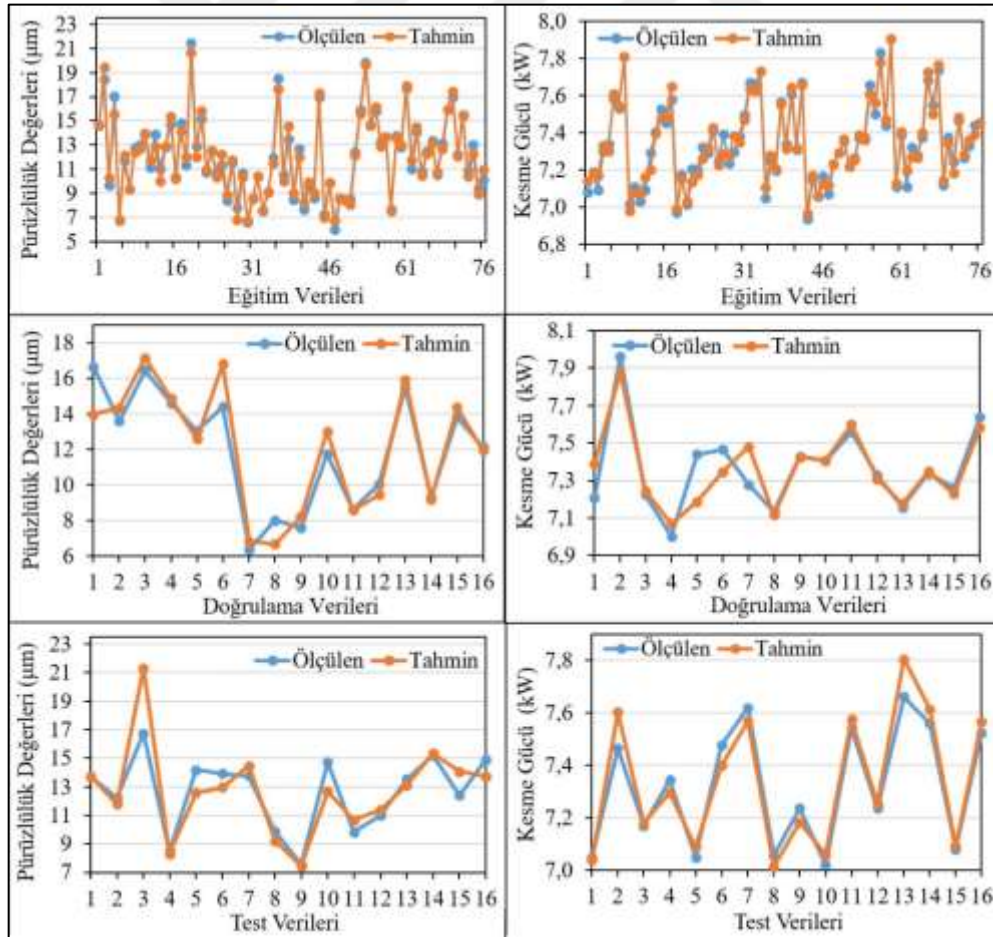 Pürüzlülük Değerleri (µm)
23
21
19
17
15
13
11
9
7
5
Ölçülen Tahmin
1 16 31 46 61 76
Eğitim Verileri
Kesme Gücü (kW)
8,0
7,8
7,6
7,4
7,2
7,0
6,8
Ölçülen Tahmin
1 16 31 46 61 76
Eğitim Verileri
Pürüzlülük Değerleri (µm)
18
16
14
12
10
8
6
Ölçülen Tahmin
1 2 3 4 5 6 7 8 9 10 11 12 13 14 15 16
Doğrulama Verileri
Kesme Gücü (kW)
8,1
7,9
7,7
7,5
7,3
7,1
6,9
Ölçülen Tahmin
1 2 3 4 5 6 7 8 9 10 11 12 13 14 15 16
Doğrulama Verileri
Pürüzlülük Değerleri (µm)
23
21
19
17
15
13
11
9
7
Ölçülen Tahmin
1 2 3 4 5 6 7 8 9 10 11 12 13 14 15 16
Test Verileri
Kesme Gücü (kW)
7,8
7,6
7,4
7,2
7,0
Ölçülen Tahmin
1 2 3 4 5 6 7 8 9 10 11 12 13 14 15 16
Test Verileri